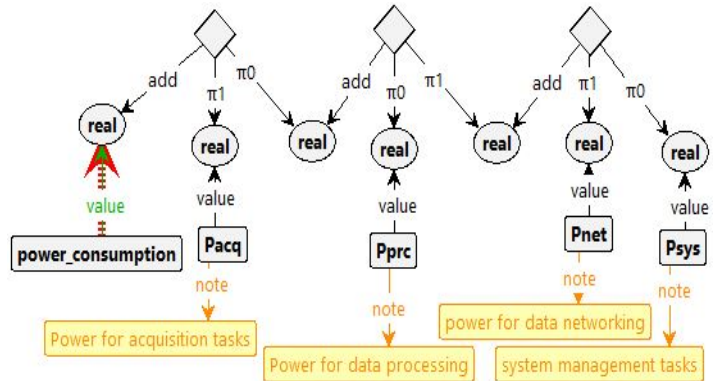 add
π1
π0
add
π0
π1
add
π1
π0
real
real
real
real
real
real
real
value
value
value
value
value
power_consumption
Pacq
Pprc
Pnet
Psys
note
note
note
note
Power for acquisition tasks
Power for data processing
power for data networking
system management tasks